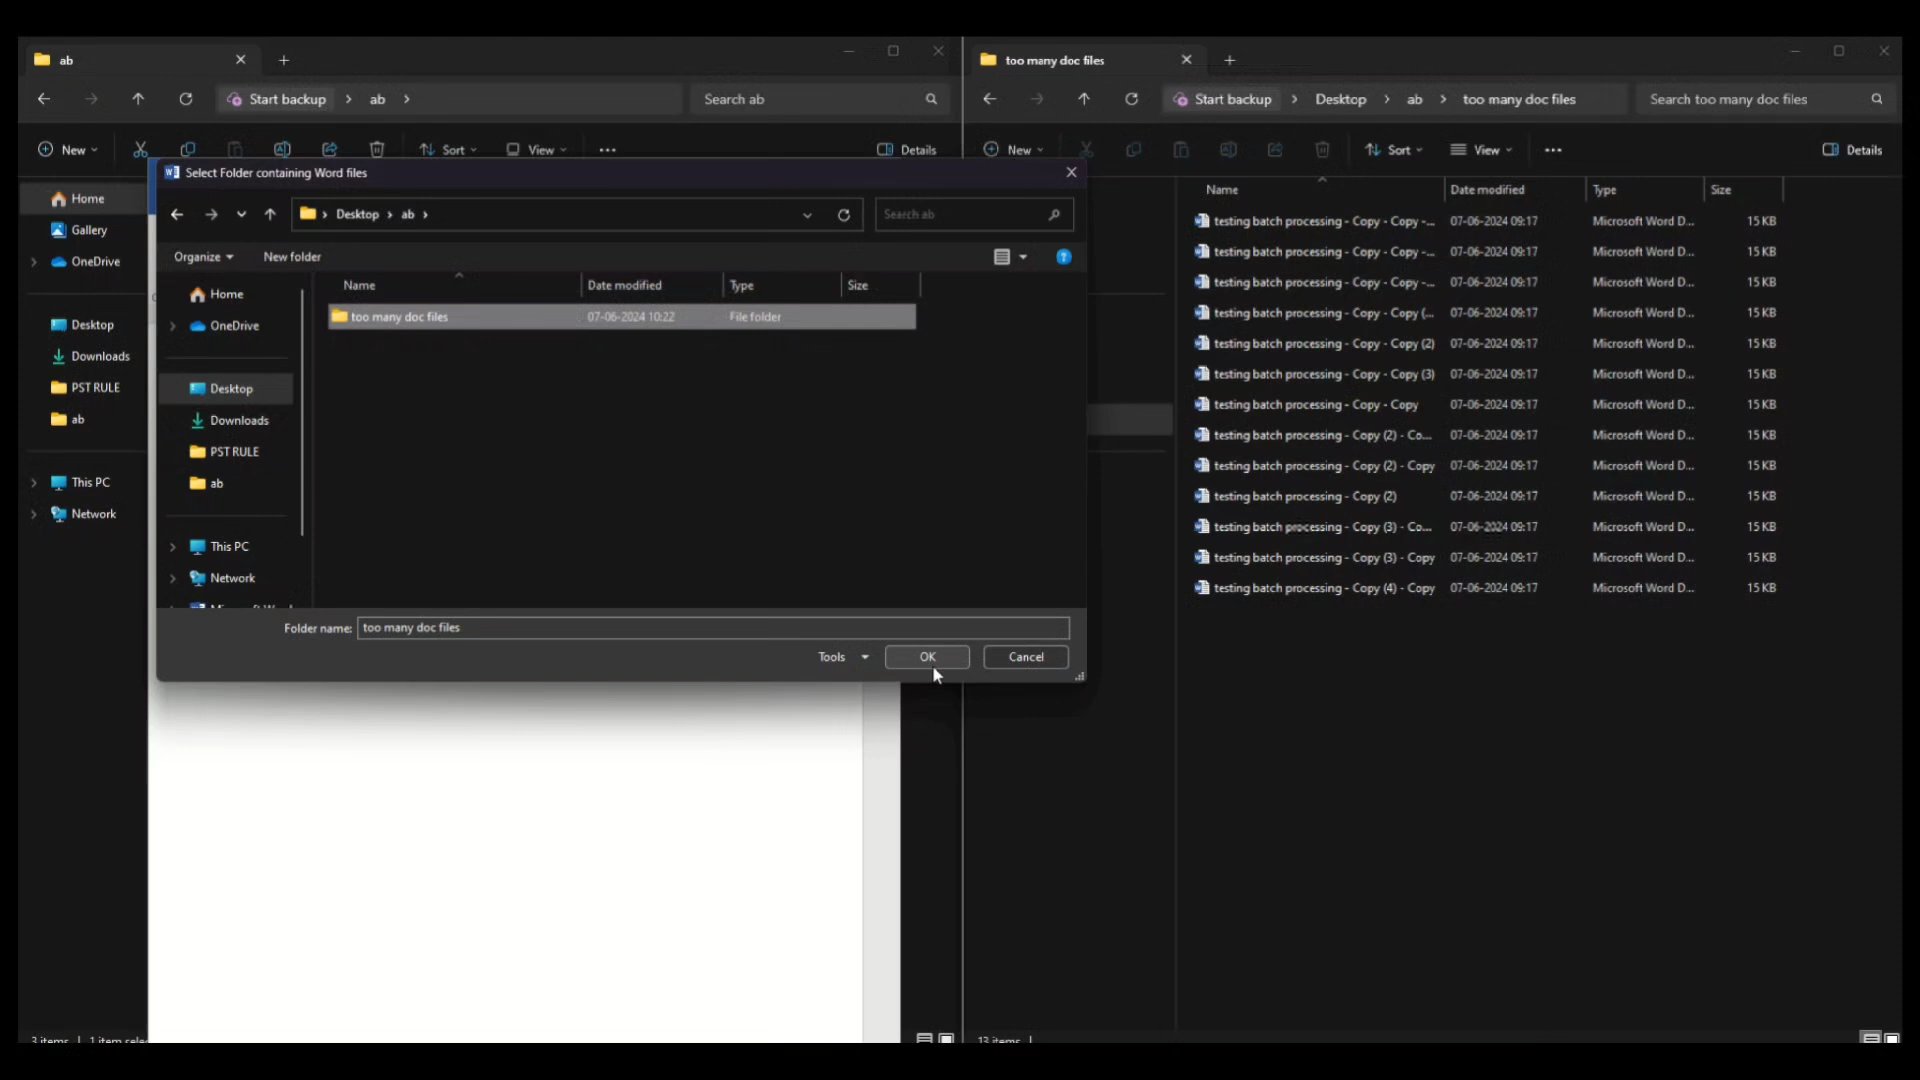 ab
Start backup > ab >
Search ab
New
Sort
View
Details
Home
Gallery
OneDrive
Desktop
Downloads
PST RULE
ab
This PC
Network
3 items
Select Folder containing Word files
> Desktop > ab >
Search ab
Organize
New folder
Home
OneDrive
Desktop
Downloads
PST RULE
ab
This PC
Network
Name Date modified Type Size
too many doc files 07-06-2024 10:22 File folder
Folder name: too many doc files
Tools
OK
Cancel
too many doc files
Start backup > Desktop > ab > too many doc files
Search too many doc files
New
Sort
View
Details
Name Date modified Type Size
testing batch processing - Copy - Copy -... 07-06-2024 09:17 Microsoft Word D... 15 KB
testing batch processing - Copy - Copy -... 07-06-2024 09:17 Microsoft Word D... 15 KB
testing batch processing - Copy - Copy -... 07-06-2024 09:17 Microsoft Word D... 15 KB
testing batch processing - Copy - Copy (... 07-06-2024 09:17 Microsoft Word D... 15 KB
testing batch processing - Copy - Copy (2) 07-06-2024 09:17 Microsoft Word D... 15 KB
testing batch processing - Copy - Copy (3) 07-06-2024 09:17 Microsoft Word D... 15 KB
testing batch processing - Copy - Copy 07-06-2024 09:17 Microsoft Word D... 15 KB
testing batch processing - Copy (2) - Co... 07-06-2024 09:17 Microsoft Word D... 15 KB
testing batch processing - Copy (2) - Copy 07-06-2024 09:17 Microsoft Word D... 15 KB
testing batch processing - Copy (2) 07-06-2024 09:17 Microsoft Word D... 15 KB
testing batch processing - Copy (3) - Co... 07-06-2024 09:17 Microsoft Word D... 15 KB
testing batch processing - Copy (3) - Copy 07-06-2024 09:17 Microsoft Word D... 15 KB
testing batch processing - Copy (4) - Copy 07-06-2024 09:17 Microsoft Word D... 15 KB
13 items